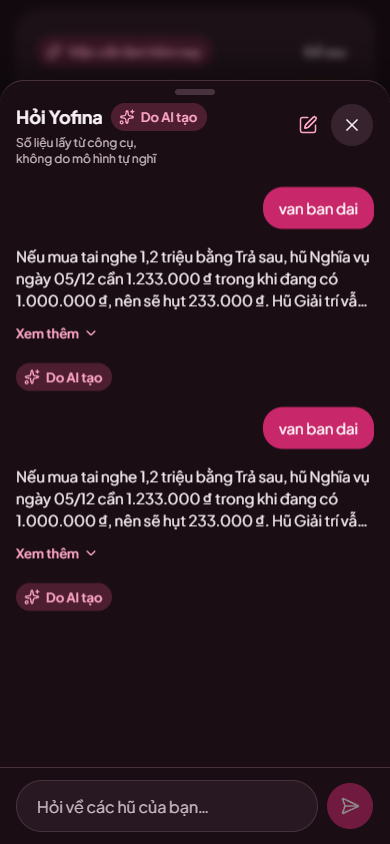 Hỏi Yofina
Do AI tạo
Số liệu lấy từ công cụ,
không do mô hình tự nghĩ
van ban dai
Nếu mua tai nghe 1,2 triệu bằng Trả sau, hũ Nghĩa vụ
ngày 05/12 cần 1.233.000 ₫ trong khi đang có
1.000.000 ₫, nên sẽ hụt 233.000 ₫. Hũ Giải trí vẫ…
Xem thêm
Do AI tạo
van ban dai
Nếu mua tai nghe 1,2 triệu bằng Trả sau, hũ Nghĩa vụ
ngày 05/12 cần 1.233.000 ₫ trong khi đang có
1.000.000 ₫, nên sẽ hụt 233.000 ₫. Hũ Giải trí vẫ…
Xem thêm
Do AI tạo
Hỏi về các hũ của bạn…